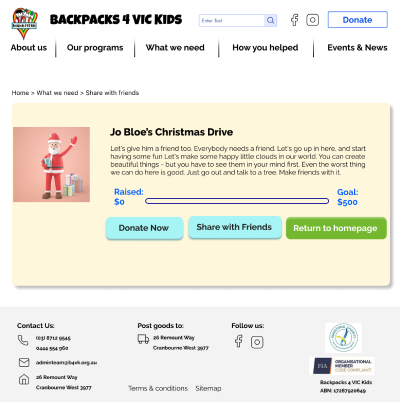 BACKPACKS 4 VIC KIDS
Enter Text
Donate
About us
Our programs
What we need
How you helped
Events & News
Home > What we need > Share with friends
Jo Bloe's Christmas Drive
Let's give him a friend too. Everybody needs a friend. Let's go up in here, and start
having some fun Let's make some happy little clouds in our world. You can create
beautiful things - but you have to see them in your mind first. Even the worst thing
we can do here is good. Just go out and talk to a tree. Make friends with it.
Raised:
$0
Goal:
$500
Donate Now
Share with Friends
Return to homepage
Contact Us:
(03) 8712 9545
0444 554 960
adminteam@b4vk.org.au
26 Remount Way
Cranbourne West 3977
Post goods to:
26 Remount Way
Cranbourne West 3977
Follow us:
Terms & conditions
Sitemap
FIA
ORGANISATIONAL
MEMBER
CODE COMPLIANT
Backpacks 4 VIC Kids
ABN: 17267920649